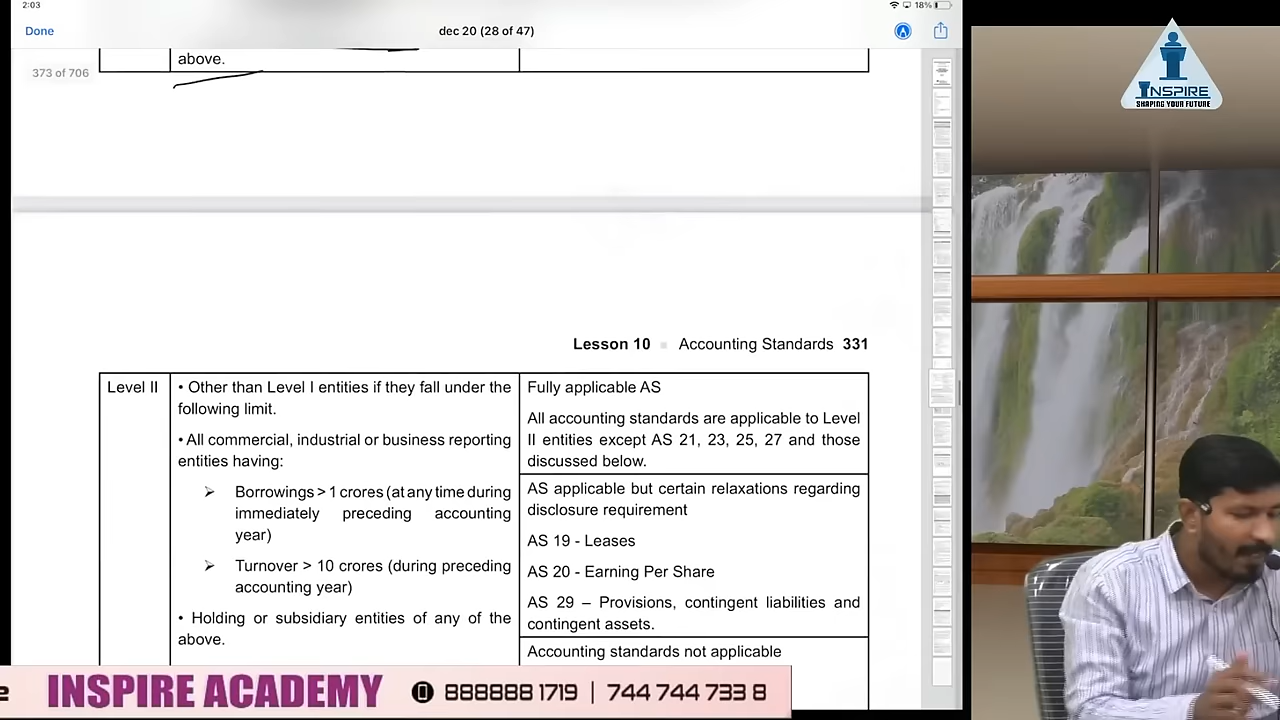 2:03
18%
Done
dec 20 (28 of 47)
373 of 706
above.
Lesson 10 Accounting Standards 331
Level II
• Other than Level I entities if they fall under the
following limit.
• All commercial, industrial or business reporting
entities having:
➢ Borrowings > 1 crores (at any time during
immediately preceding accounting
year)
➢ Turnover > 10 crores (during preceding
accounting year)
• Holding or subsidiary entities of any of the
above.
Fully applicable AS
All accounting standards are applicable to Level
II entities except AS 21, 23, 25, 27 and those
discussed below.
AS applicable but certain relaxations regarding
disclosure requirement
AS 19 - Leases
AS 20 - Earning Per Share
AS 29 – Provisions, contingent liabilities and
contingent assets.
Accounting standards not applicable
INSPIRE
SHAPING YOUR FUTURE
INSPIRE ACADEMY 888888 1719 | 744 744 733 8